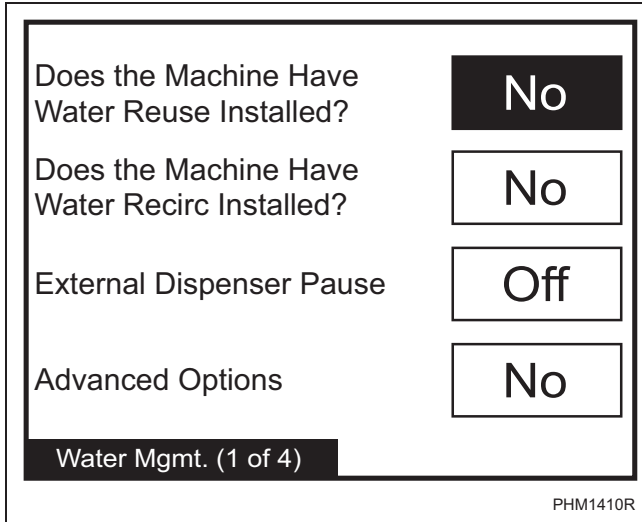 Does the Machine Have
Water Reuse Installed?
No
Does the Machine Have
Water Recirc Installed?
No
External Dispenser Pause
Off
Advanced Options
No
Water Mgmt. (1 of 4)
PHM1410R